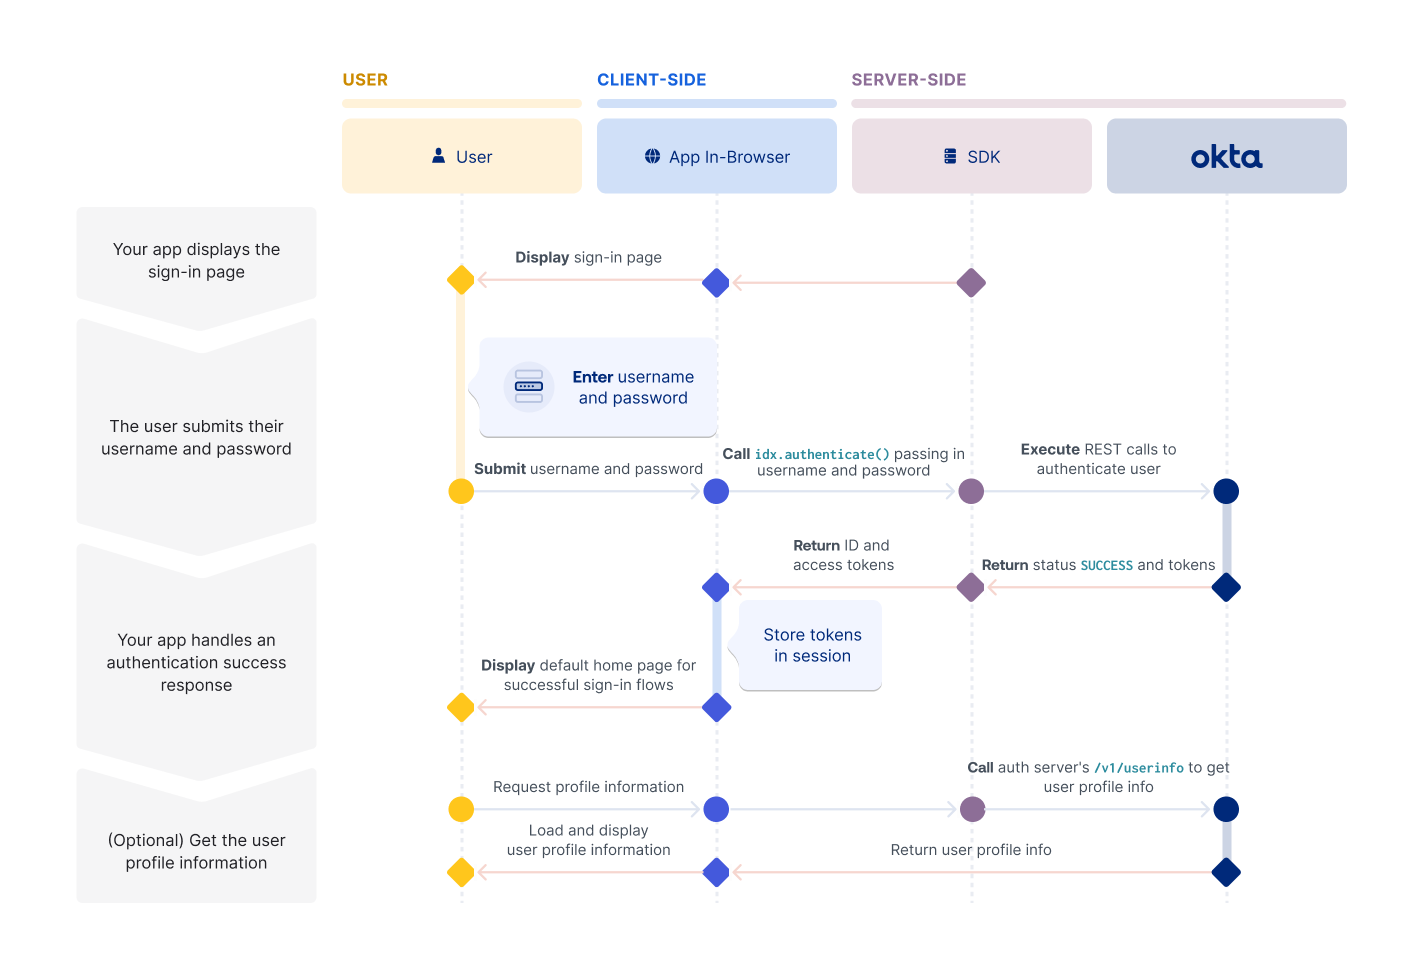 USER
CLIENT-SIDE
SERVER-SIDE
User
App In-Browser
SDK
okta
Your app displays the
sign-in page
Display sign-in page
The user submits their
username and password
Enter username
and password
Submit username and password
Call idx.authenticate() passing in
username and password
Execute REST calls to
authenticate user
Your app handles an
authentication success
response
Return ID and
access tokens
Return status SUCCESS and tokens
Store tokens
in session
Display default home page for
successful sign-in flows
(Optional) Get the user
profile information
Request profile information
Call auth server's /v1/userinfo to get
user profile info
Load and display
user profile information
Return user profile info